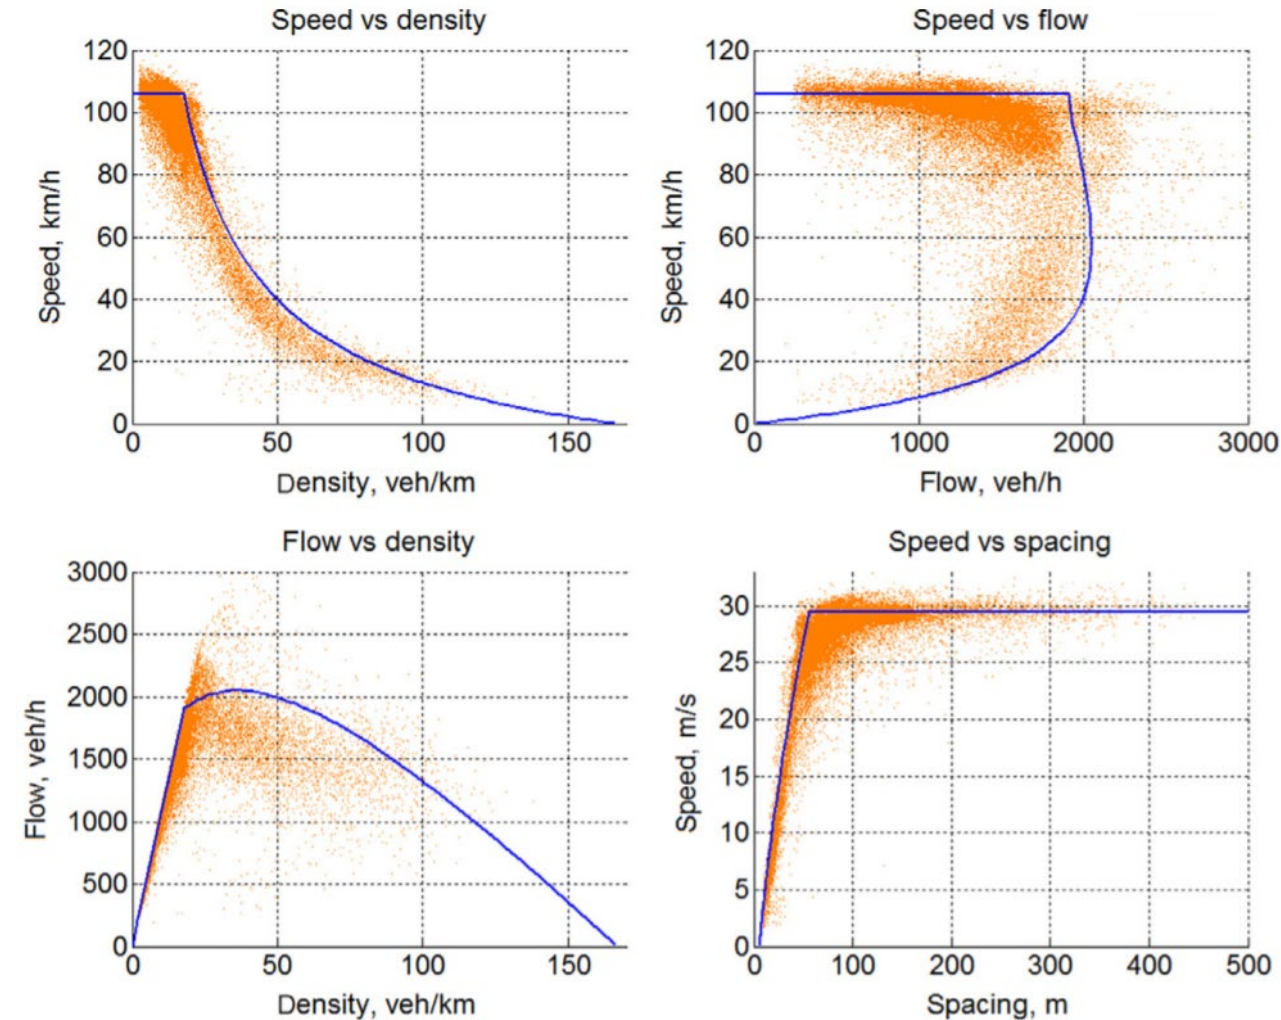 Speed vs density
120
100
80
60
40
20
0
Speed, km/h
0 50 100 150
Density, veh/km
Speed vs flow
120
100
80
60
40
20
0
Speed, km/h
0 1000 2000 3000
Flow, veh/h
Flow vs density
3000
2500
2000
1500
1000
500
0
Flow, veh/h
0 50 100 150
Density, veh/km
Speed vs spacing
30
25
20
15
10
5
0
Speed, m/s
0 100 200 300 400 500
Spacing, m